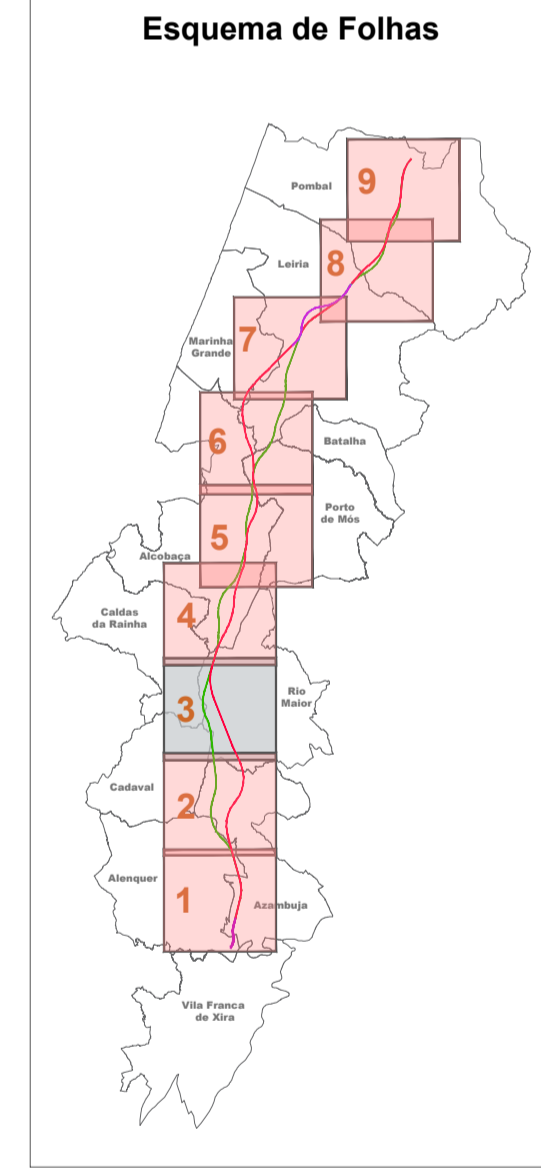 Esquema de Folhas
9
Pombal
8
Leiria
7
Marinha
Grande
6
Batalha
Porto
de Mós
5
Alcobaça
4
Caldas
da Rainha
Rio
Maior
3
Cadaval
2
Alenquer
1
Azambuja
Vila Franca
de Xira